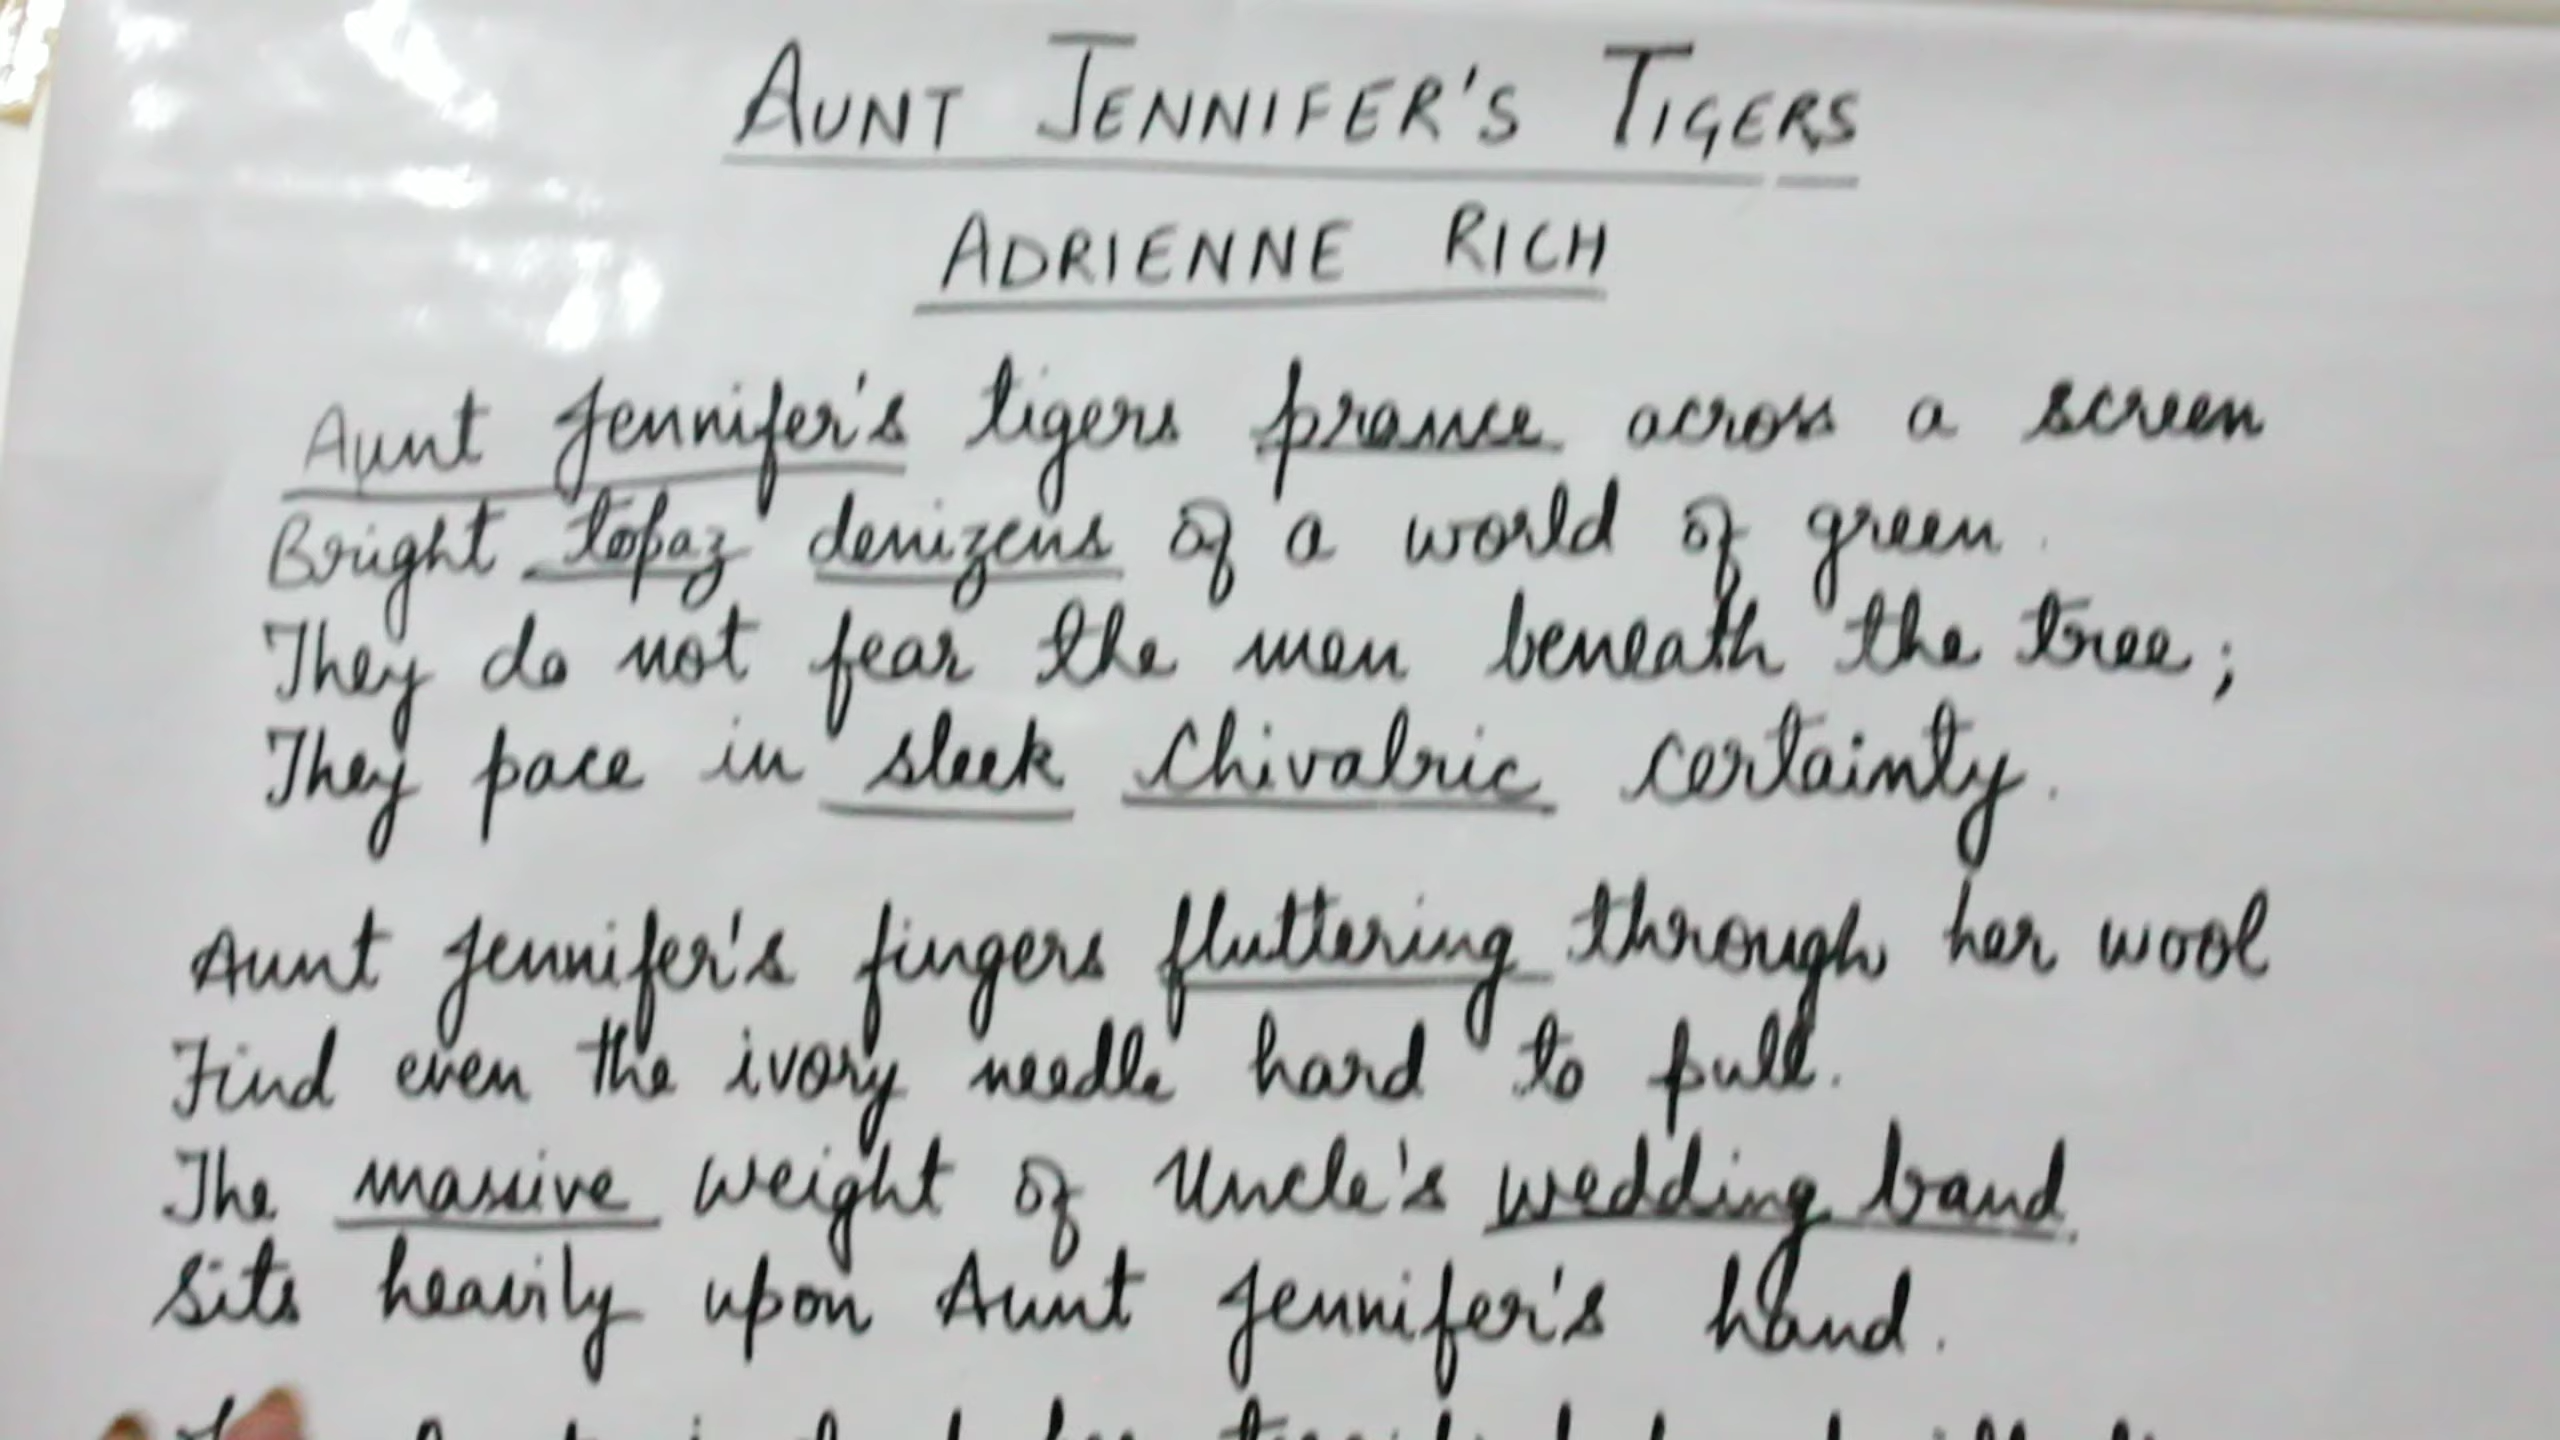 AUNT JENNIFER'S TIGERS
ADRIENNE RICH
Aunt Jennifer's tigers prance across a screen
Bright topaz denizens of a world of green.
They do not fear the men beneath the tree;
They pace in sleek chivalric certainty.
Aunt Jennifer's fingers fluttering through her wool
Find even the ivory needle hard to pull.
The massive weight of Uncle's wedding band
Sits heavily upon Aunt Jennifer's hand.